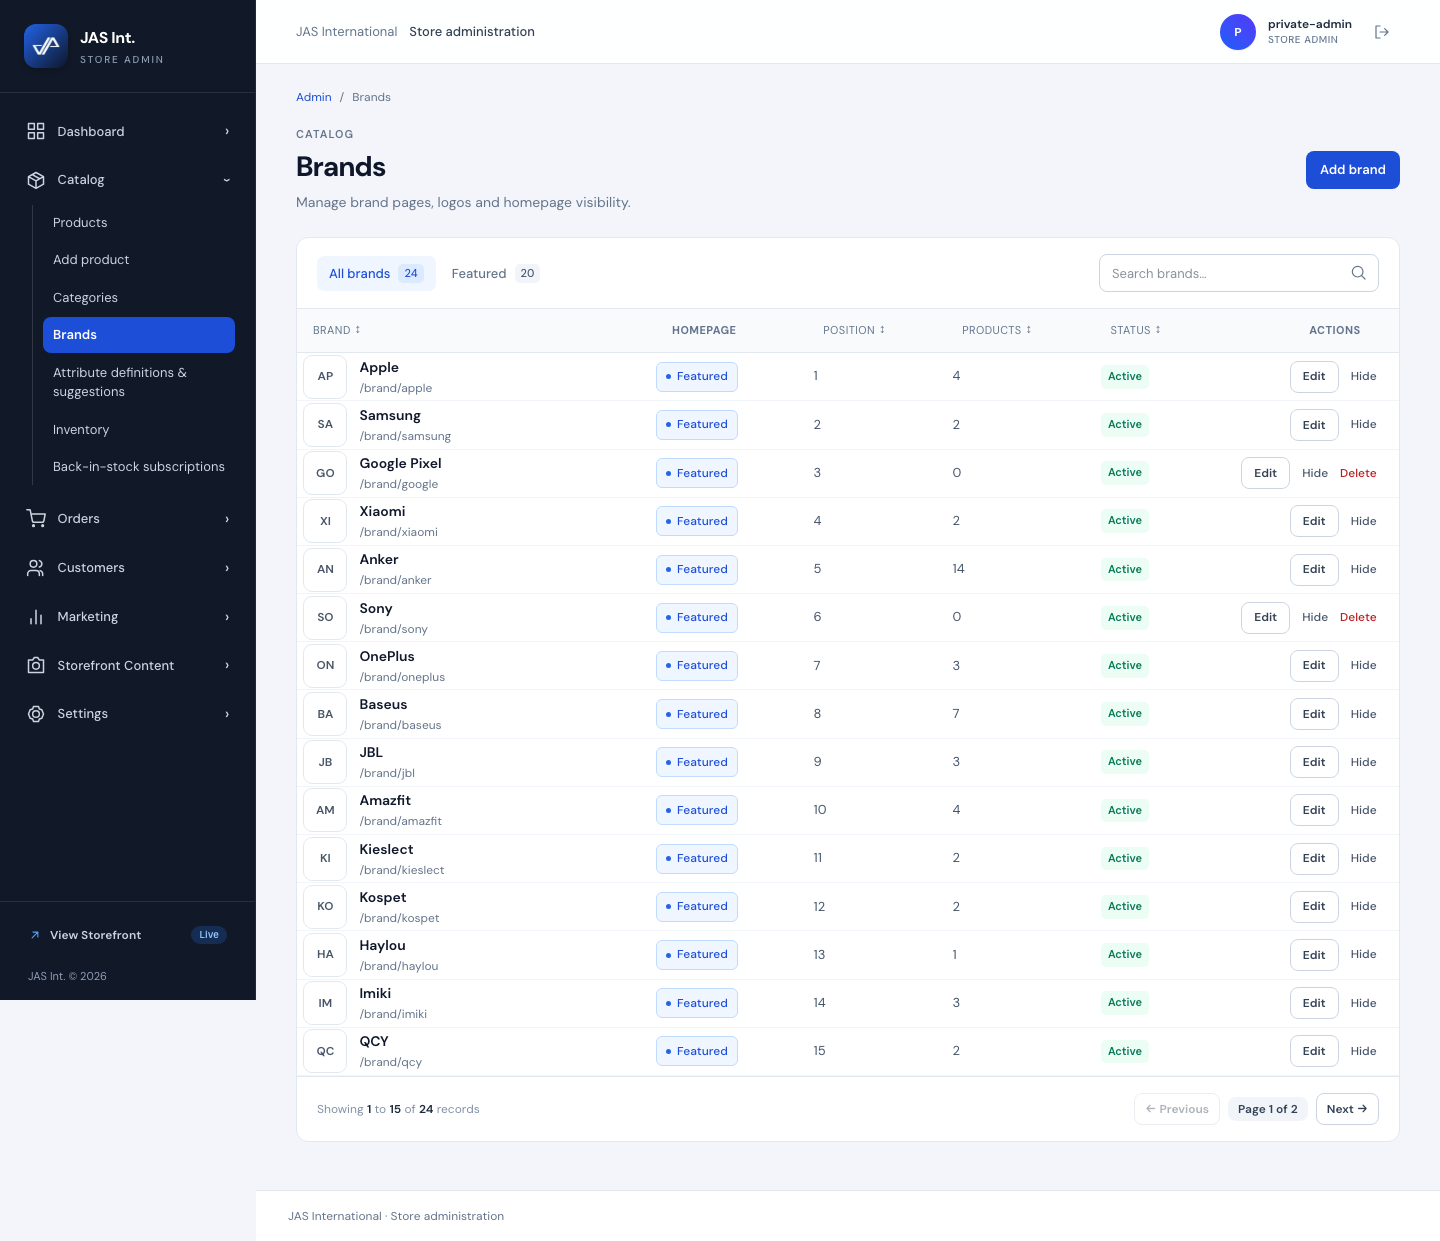 JAS Int.
STORE ADMIN
Dashboard
Catalog
Products
Add product
Categories
Brands
Attribute definitions &
suggestions
Inventory
Back-in-stock subscriptions
Orders
Customers
Marketing
Storefront Content
Settings
View Storefront Live
JAS Int. © 2026
JAS International Store administration
P
private-admin
STORE ADMIN
Admin / Brands
CATALOG
Brands
Add brand
Manage brand pages, logos and homepage visibility.
All brands 24 Featured 20
Search brands...
BRAND ↕ HOMEPAGE POSITION ↕ PRODUCTS ↕ STATUS ↕ ACTIONS
AP Apple Featured 1 4 Active Edit Hide
/brand/apple
SA Samsung Featured 2 2 Active Edit Hide
/brand/samsung
GO Google Pixel Featured 3 0 Active Edit Hide Delete
/brand/google
XI Xiaomi Featured 4 2 Active Edit Hide
/brand/xiaomi
AN Anker Featured 5 14 Active Edit Hide
/brand/anker
SO Sony Featured 6 0 Active Edit Hide Delete
/brand/sony
ON OnePlus Featured 7 3 Active Edit Hide
/brand/oneplus
BA Baseus Featured 8 7 Active Edit Hide
/brand/baseus
JB JBL Featured 9 3 Active Edit Hide
/brand/jbl
AM Amazfit Featured 10 4 Active Edit Hide
/brand/amazfit
KI Kieslect Featured 11 2 Active Edit Hide
/brand/kieslect
KO Kospet Featured 12 2 Active Edit Hide
/brand/kospet
HA Haylou Featured 13 1 Active Edit Hide
/brand/haylou
IM Imiki Featured 14 3 Active Edit Hide
/brand/imiki
QC QCY Featured 15 2 Active Edit Hide
/brand/qcy
Showing 1 to 15 of 24 records
← Previous Page 1 of 2 Next →
JAS International · Store administration